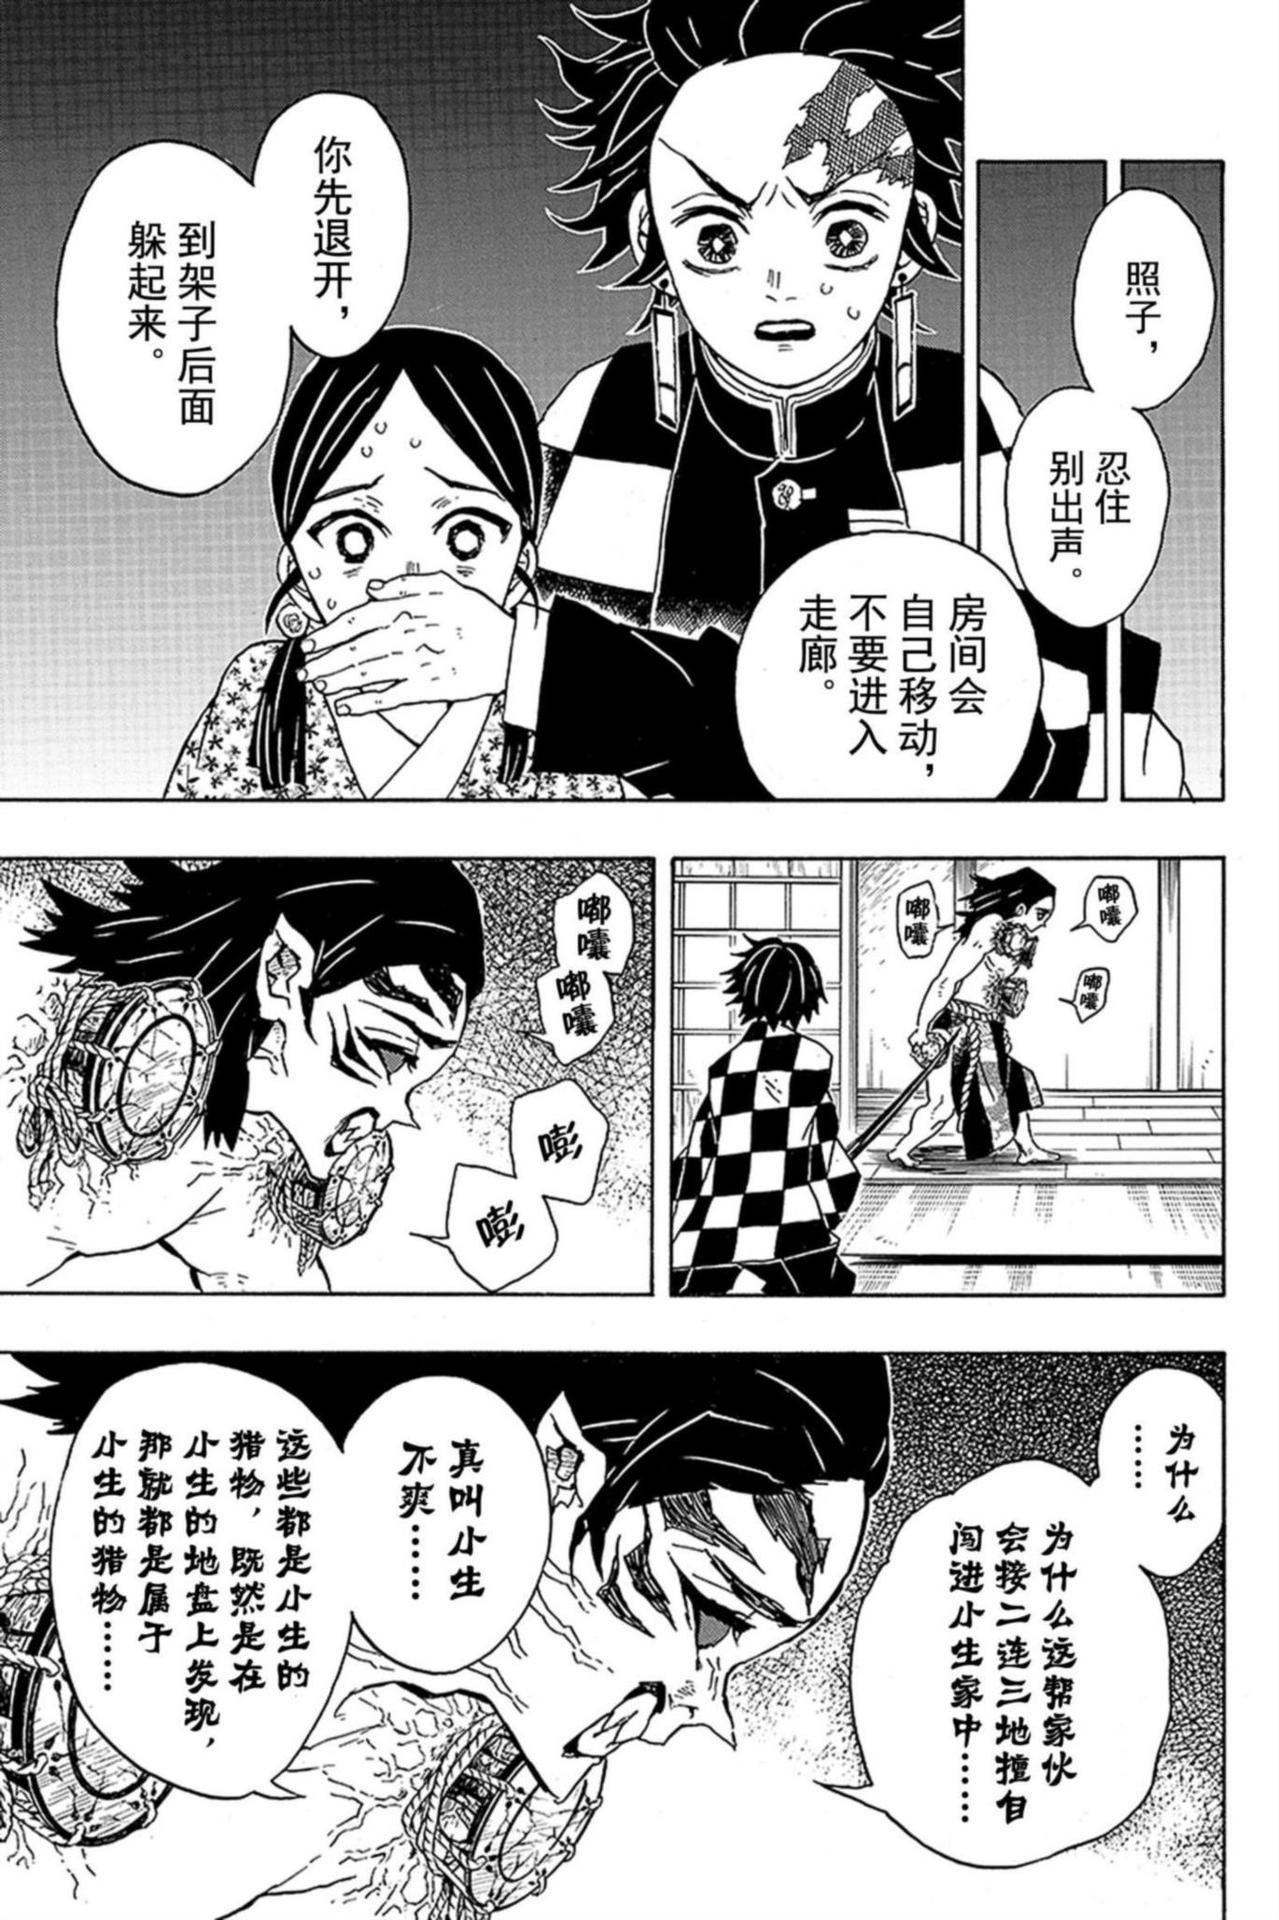 照子，
忍住
别出声。
房间会
自己移动，
不要进入
走廊。
你先退开，
到架子后面
躲起来。
嘟囔
嘟囔
嘟囔
嘟囔
嘟囔
嘭
嘭
为什么
……
为什么这帮家伙
会接二连三地擅自
闯进小生家中……
真叫小生
不爽……
这些都是小生的
猎物，既然是在
小生的地盘上发现，
那就都是属于
小生的猎物……